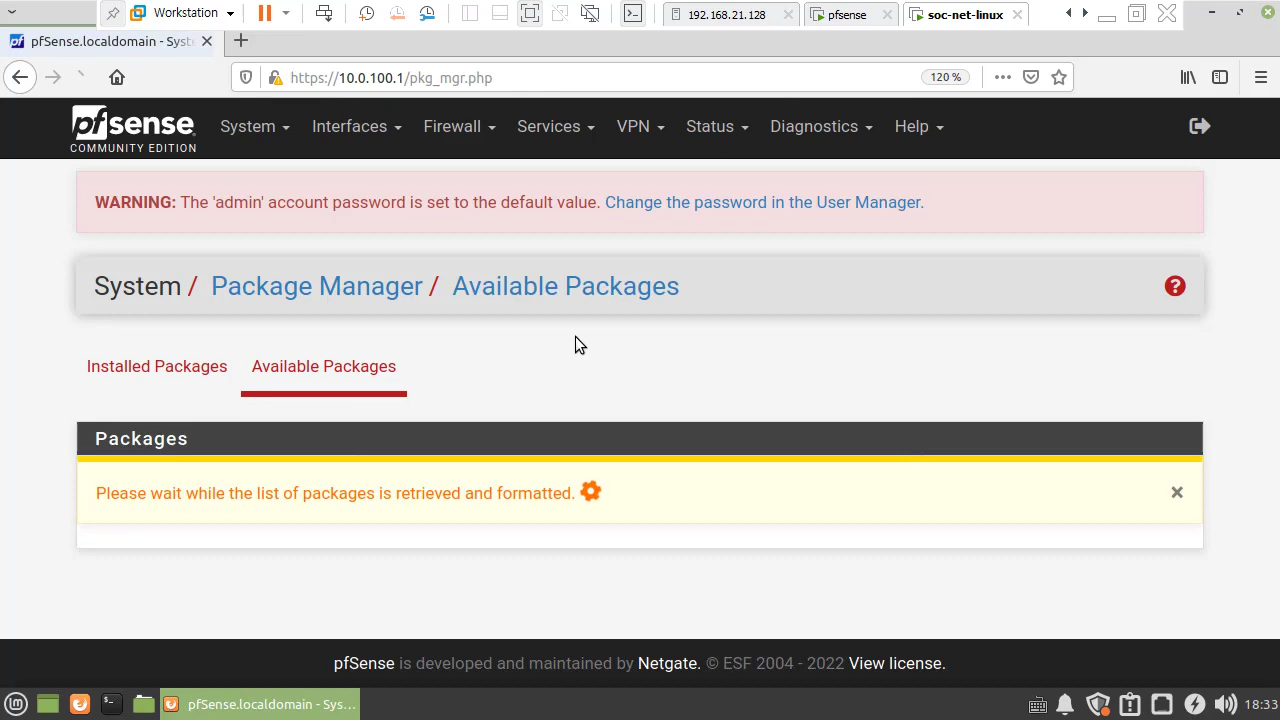 Workstation
192.168.21.128
pfsense
soc-net-linux
pfSense.localdomain - Syst
https://10.0.100.1/pkg_mgr.php
120 %
pfsense
COMMUNITY EDITION
System
Interfaces
Firewall
Services
VPN
Status
Diagnostics
Help
WARNING: The 'admin' account password is set to the default value. Change the password in the User Manager.
System / Package Manager / Available Packages
Installed Packages
Available Packages
Packages
Please wait while the list of packages is retrieved and formatted.
pfSense is developed and maintained by Netgate. © ESF 2004 - 2022 View license.
pfSense.localdomain - Sys...
18:33